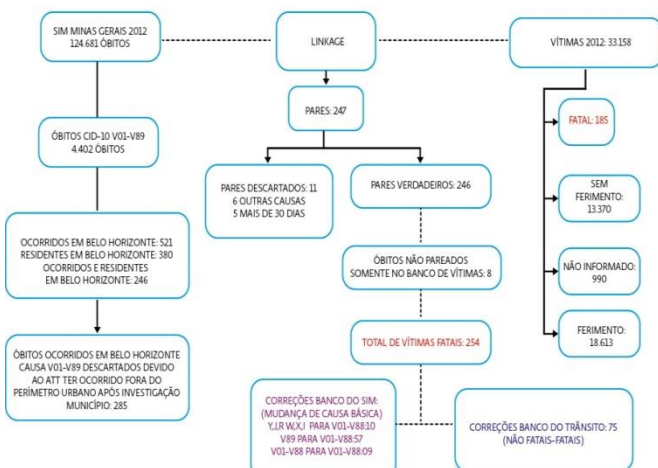 SIM MINAS GERAIS 2012
124.681 ÓBITOS
LINKAGE
VÍTIMAS 2012: 33.158
PARES: 247
FATAL: 185
ÓBITOS CID-10 V01-V89
4.402 ÓBITOS
PARES DESCARTADOS: 11
6 OUTRAS CAUSAS
5 MAIS DE 30 DIAS
PARES VERDADEIROS: 246
SEM
FERIMENTO:
13.370
OCORRIDOS EM BELO HORIZONTE: 521
RESIDENTES EM BELO HORIZONTE: 380
OCORRIDOS E RESIDENTES
EM BELO HORIZONTE: 246
ÓBITOS NÃO PAREADOS
SOMENTE NO BANCO DE VÍTIMAS: 8
NÃO INFORMADO:
990
TOTAL DE VÍTIMAS FATAIS: 254
FERIMENTO:
18.613
ÓBITOS OCORRIDOS EM BELO HORIZONTE
CAUSA V01-V89 DESCARTADOS DEVIDO
AO ATT TER OCORRIDO FORA DO
PERÍMETRO URBANO APÓS INVESTIGAÇÃO
MUNICÍPIO: 285
CORREÇÕES BANCO DO SIM:
(MUDANÇA DE CAUSA BÁSICA)
Y,J,R W,X,I PARA V01-V88:10
V89 PARA V01-V88:57
V01-V88 PARA V01-V88:09
CORREÇÕES BANCO DO TRÂNSITO: 75
(NÃO FATAIS-FATAIS)